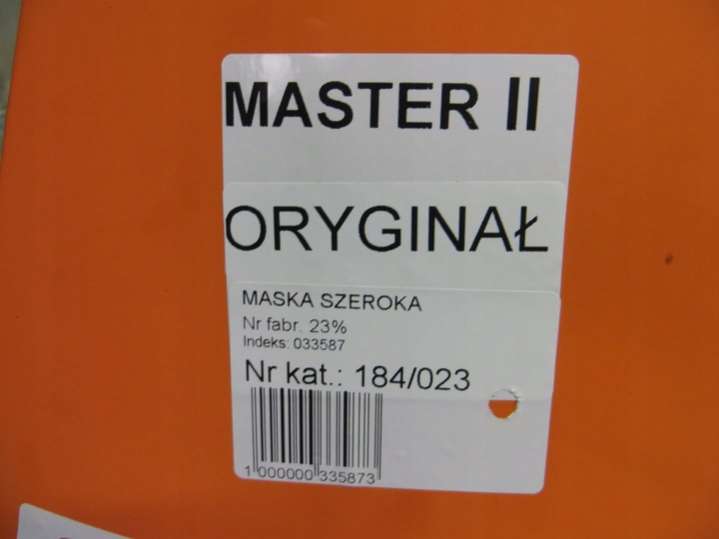 MASTER II
ORYGINAŁ
MASKA SZEROKA
Nr fabr. 23%
Indeks: 033587
Nr kat.: 184/023
1 000000 335873